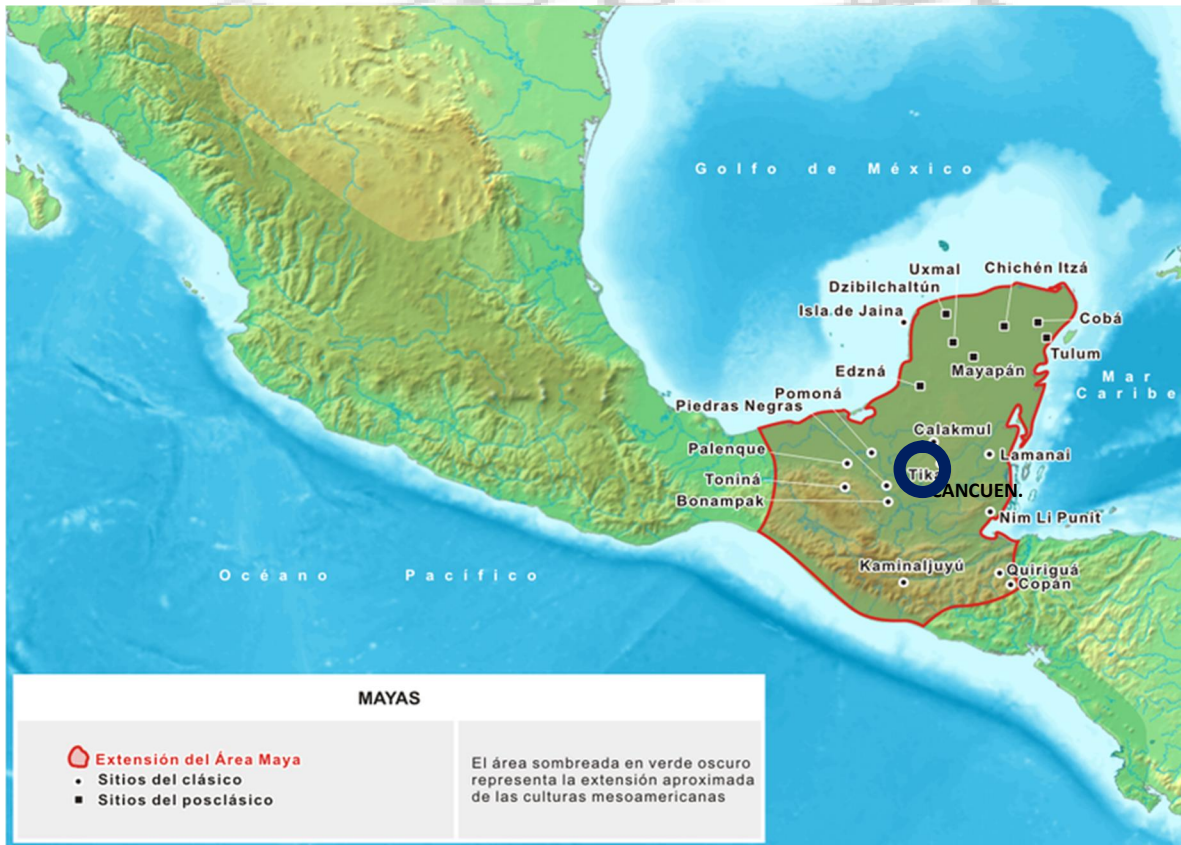 Golfo de México
Uxmal
Chichén Itzá
Dzibilchaltún
Isla de Jaina
Cobá
Tulum
Mayapán
Edzná
Mar
Caribe
Pomoná
Piedras Negras
Calakmul
Palenque
Lamanai
Toniná
CANCUEN.
Bonampak
Nim Li Punit
Kaminaljuyú
Quiriguá
Copán
Océano Pacífico
MAYAS
Extensión del Área Maya
Sitios del clásico
Sitios del posclásico
El área sombreada en verde oscuro
representa la extensión aproximada
de las culturas mesoamericanas